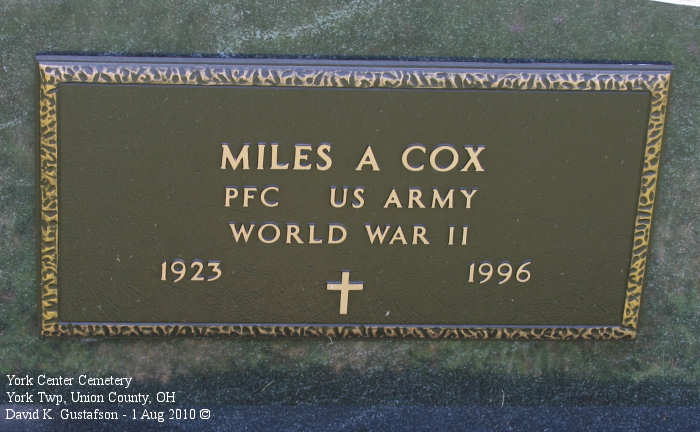 MILES A COX
PFC US ARMY
WORLD WAR II
1923 1996
York Center Cemetery
York Twp, Union County, OH
David K. Gustafson - 1 Aug 2010 ©